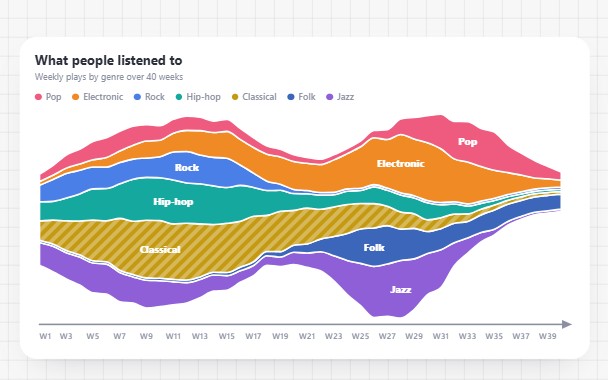 What people listened to
Weekly plays by genre over 40 weeks
Pop Electronic Rock Hip-hop Classical Folk Jazz
Pop
Electronic
Rock
Hip-hop
Classical
Folk
Jazz
W1 W3 W5 W7 W9 W11 W13 W15 W17 W19 W21 W23 W25 W27 W29 W31 W33 W35 W37 W39